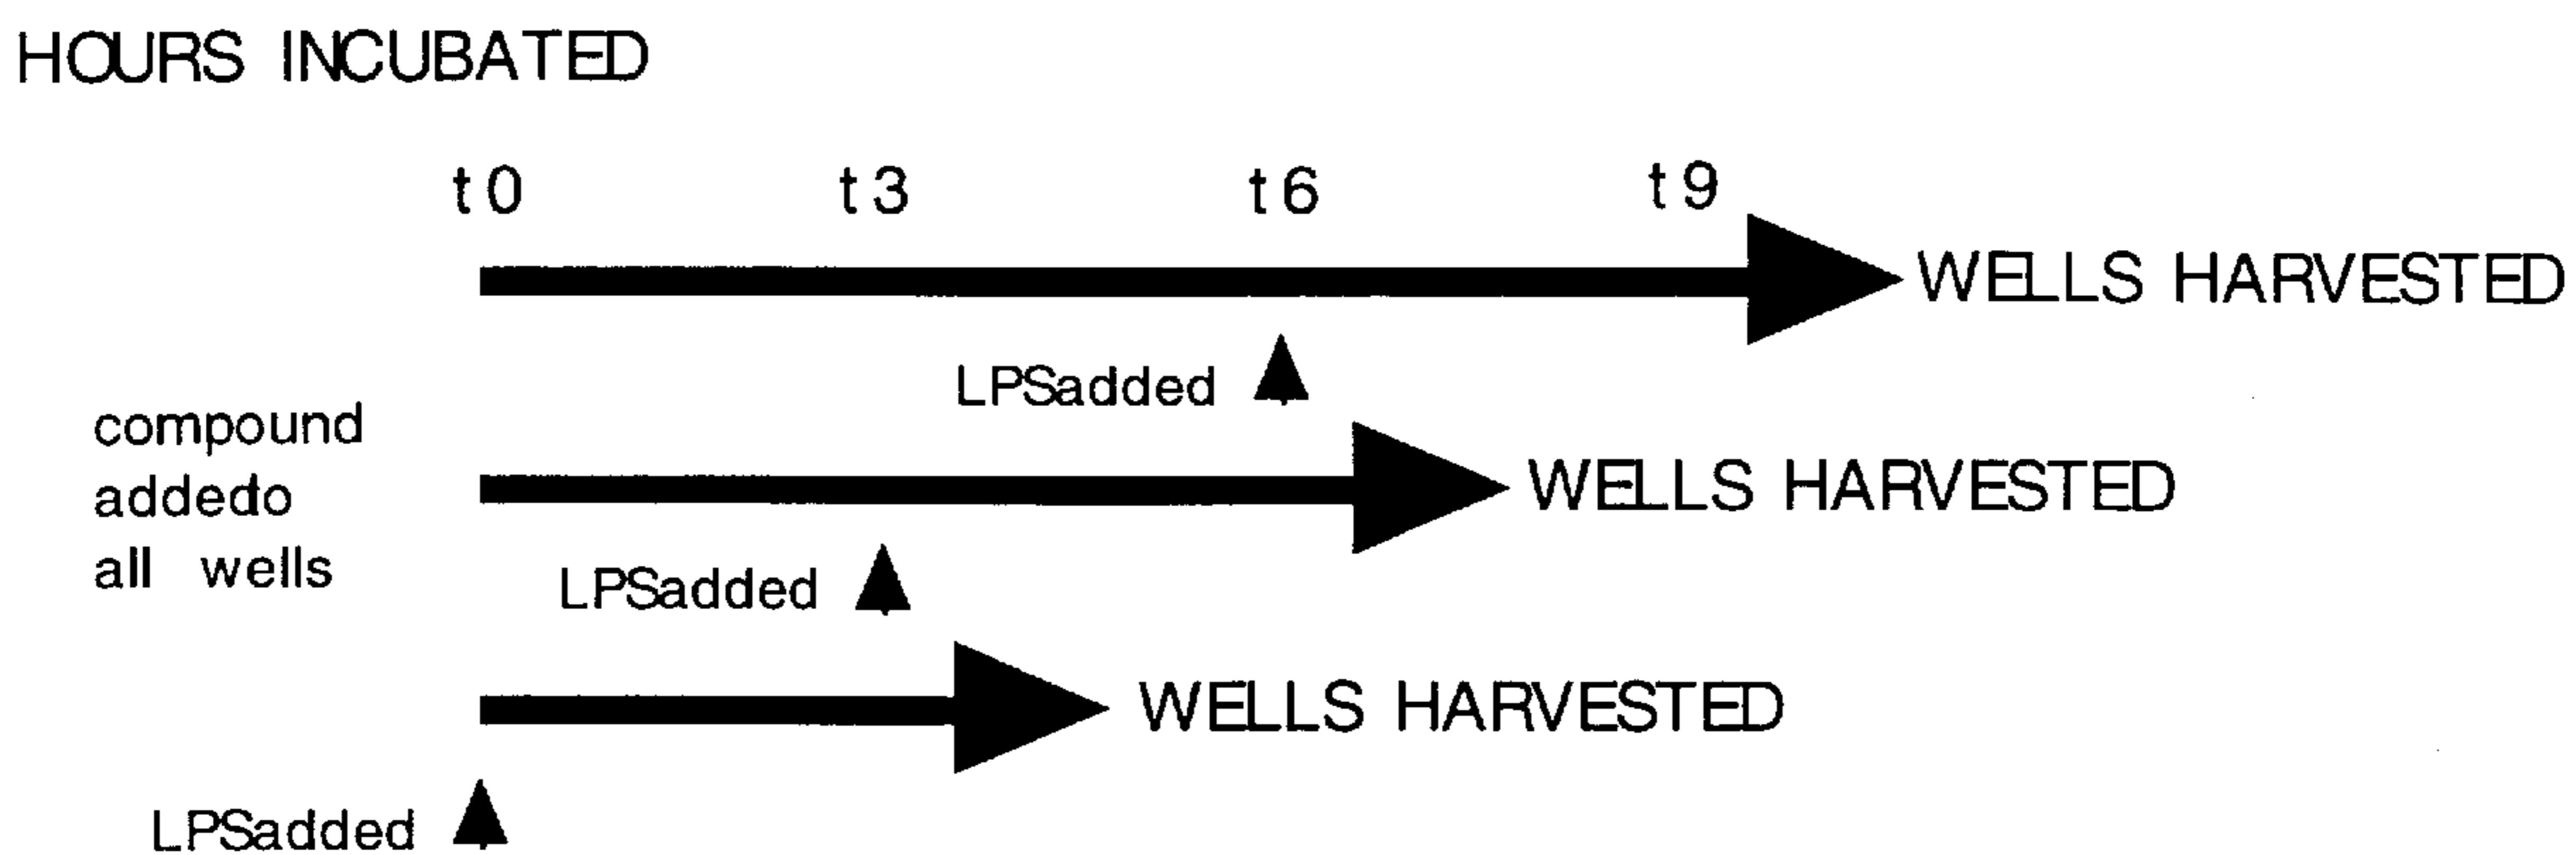 HOURS INCUBATED
t0 t3 t6 t9
WELLS HARVESTED
LPSadded
compound
addedo
all wells
WELLS HARVESTED
LPSadded
WELLS HARVESTED
LPSadded